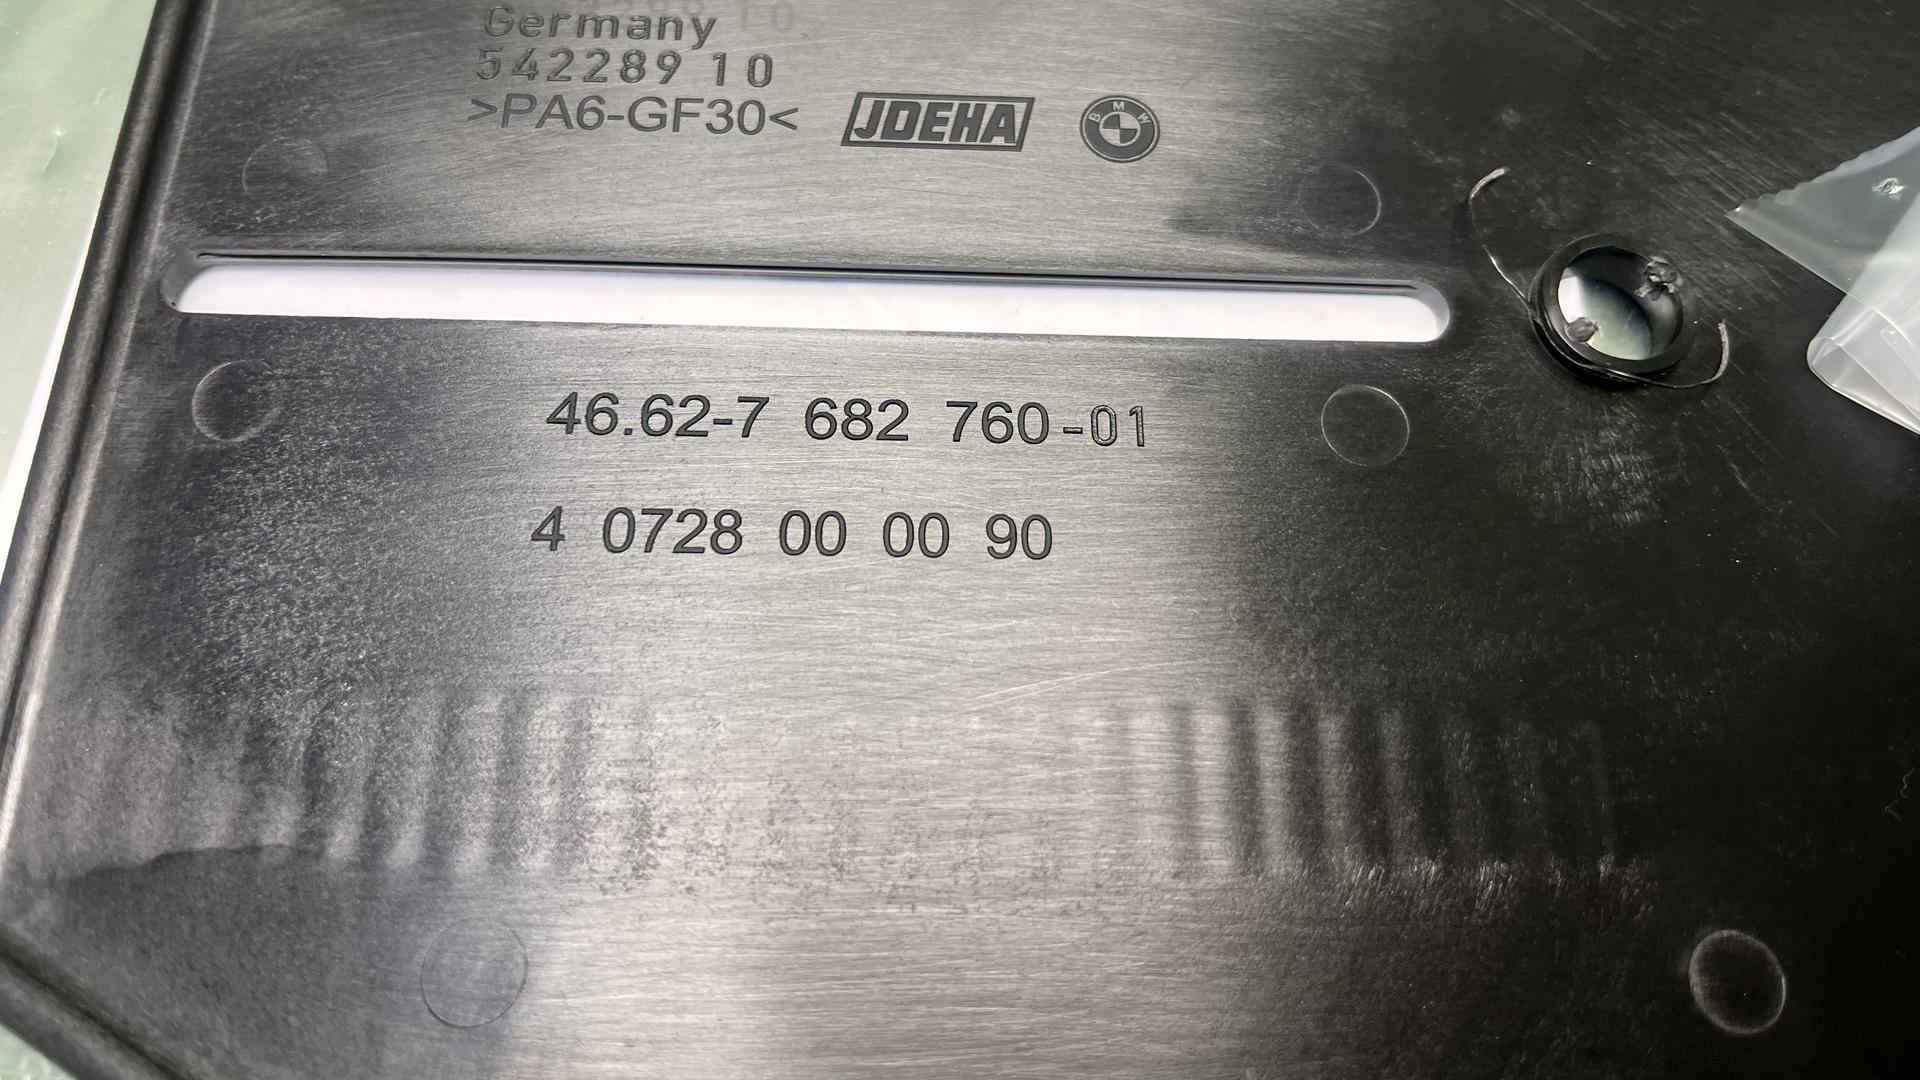 Germany
542289 10
>PA6-GF30<
JDEHA
BMW
46.62-7 682 760-01
4 0728 00 00 90